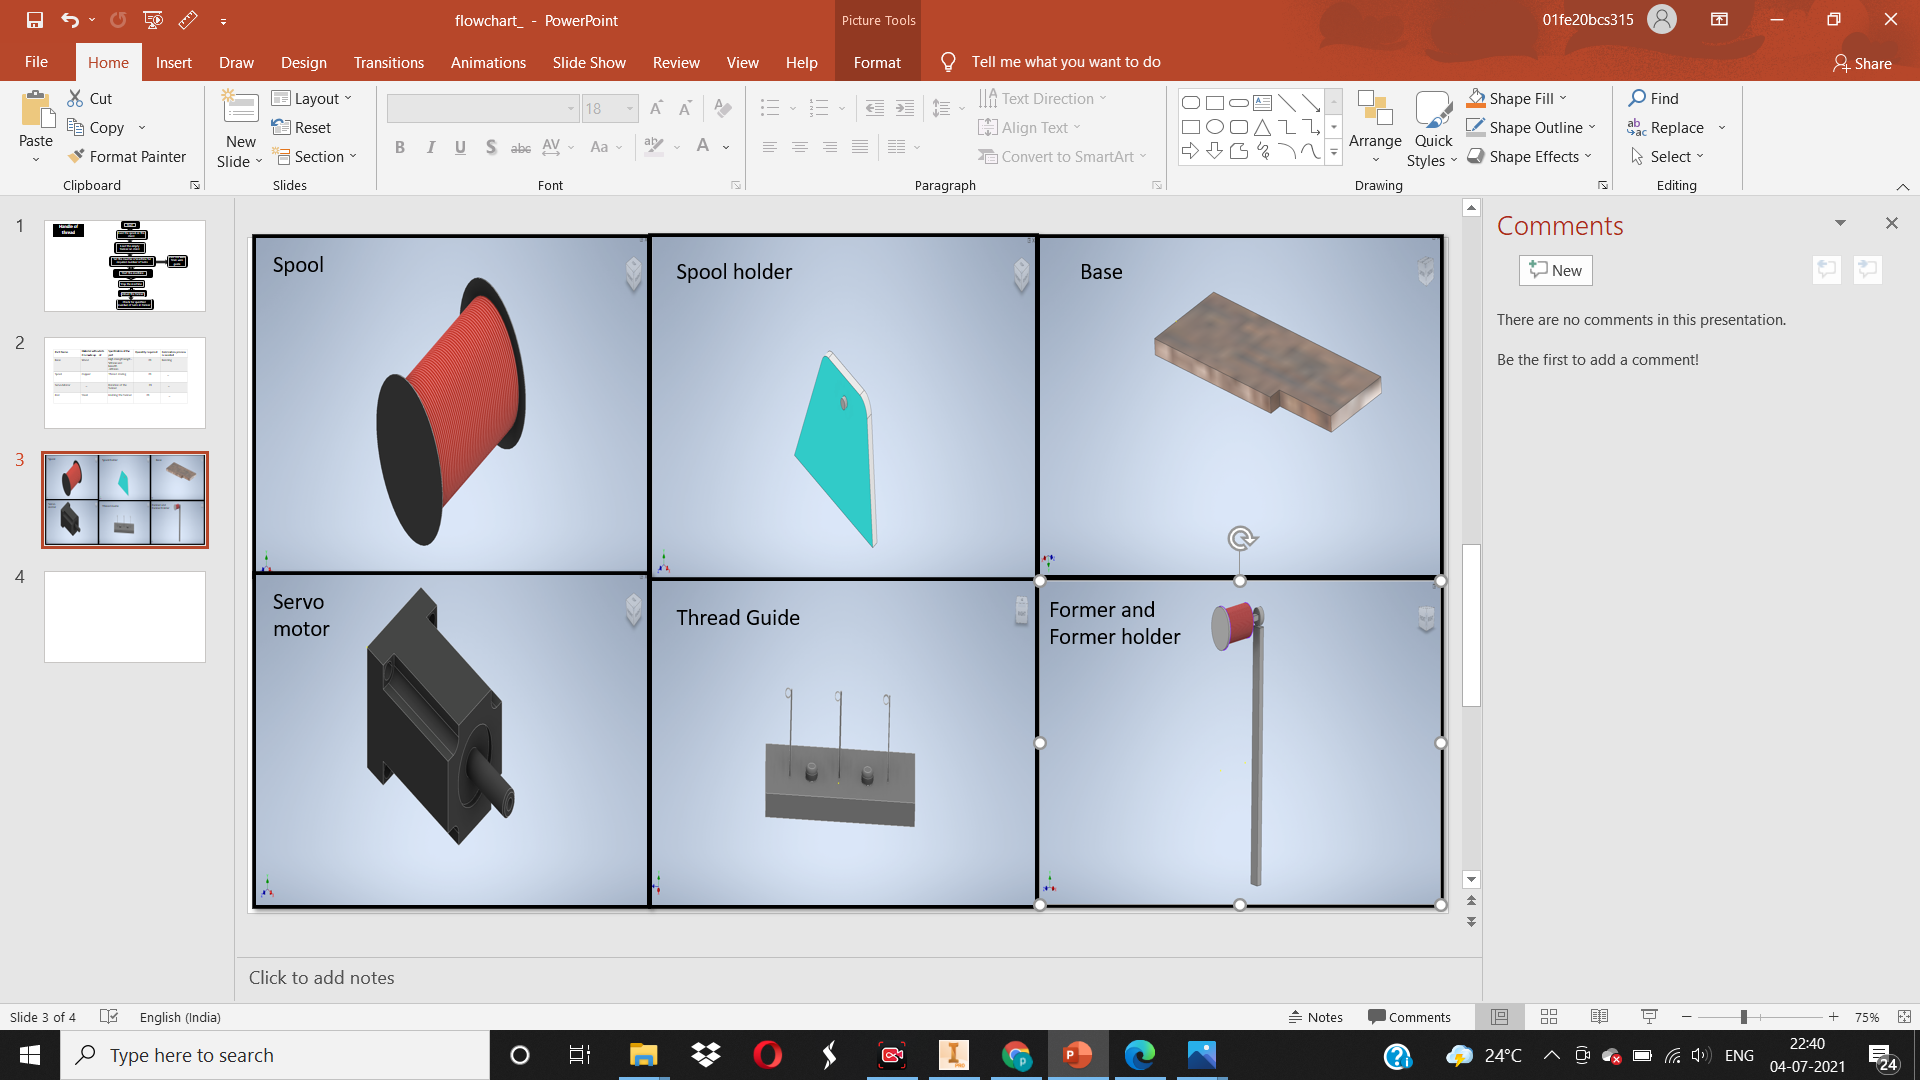 flowchart_ - PowerPoint
Picture Tools
01fe20bcs315
File
Home
Insert
Draw
Design
Transitions
Animations
Slide Show
Review
View
Help
Format
Tell me what you want to do
Share
Paste
Cut
Copy
Format Painter
Clipboard
New
Slide
Layout
Reset
Section
Slides
18
B I U S abc AV Aa A
Font
Text Direction
Align Text
Convert to SmartArt
Paragraph
Arrange
Quick
Styles
Shape Fill
Shape Outline
Shape Effects
Drawing
Find
Replace
Select
Editing
1
Handle of
thread
2
3
4
Spool
Spool holder
Base
Servo
motor
Thread Guide
Former and
Former holder
Comments
New
There are no comments in this presentation.
Be the first to add a comment!
Click to add notes
Slide 3 of 4
English (India)
Notes
Comments
75%
Type here to search
24°C
ENG
22:40
04-07-2021
24